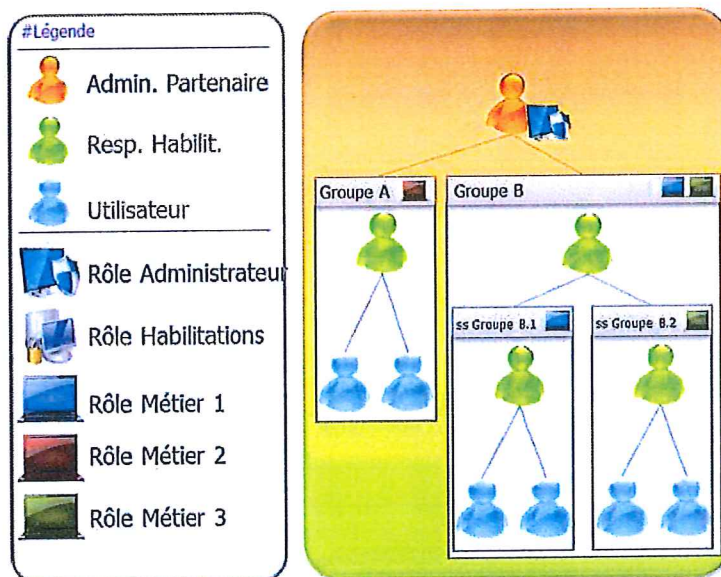 #Légende
Admin. Partenaire
Resp. Habilit.
Utilisateur
Rôle Administrateur
Rôle Habilitations
Rôle Métier 1
Rôle Métier 2
Rôle Métier 3
Groupe A
Groupe B
ss Groupe B.1
ss Groupe B.2